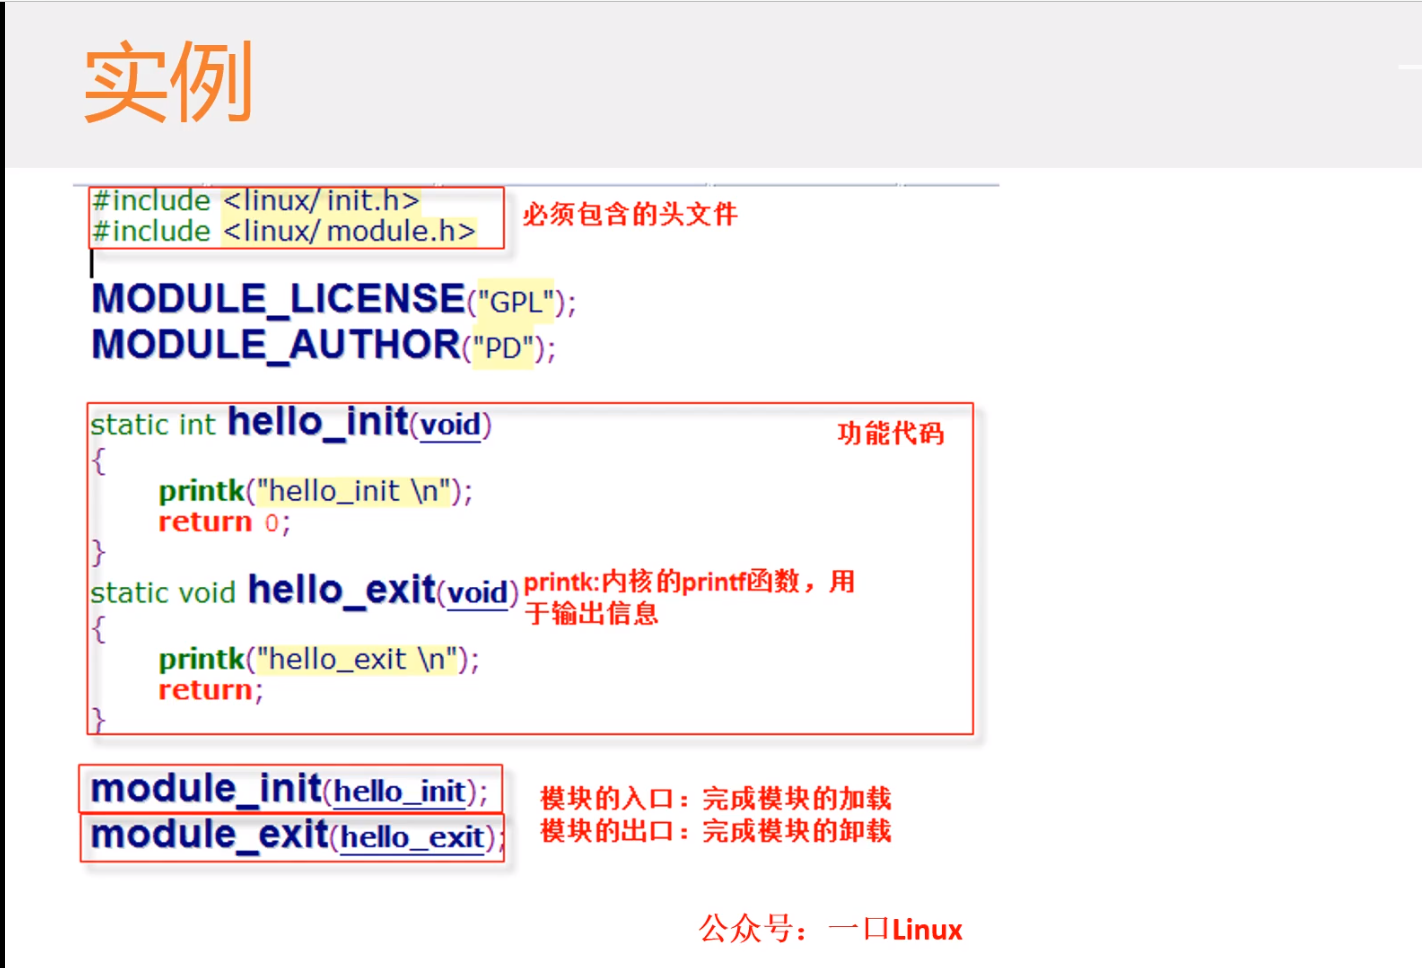 实例
#include <linux/init.h>
#include <linux/module.h>
必须包含的头文件
MODULE_LICENSE("GPL");
MODULE_AUTHOR("PD");
static int hello_init(void)
功能代码
{
printk("hello_init \n");
return 0;
}
static void hello_exit(void)
printk:内核的printf函数，用
于输出信息
{
printk("hello_exit \n");
return;
}
module_init(hello_init);
module_exit(hello_exit);
模块的入口：完成模块的加载
模块的出口：完成模块的卸载
公众号：一口Linux